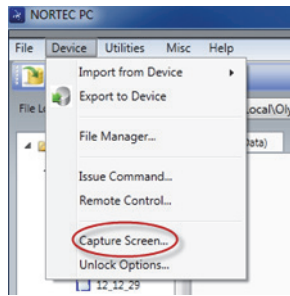 NORTEC PC
File Device Utilities Misc Help
Import from Device
Export to Device
File Manager...
Issue Command...
Remote Control...
Capture Screen...
Unlock Options...
12_12_29